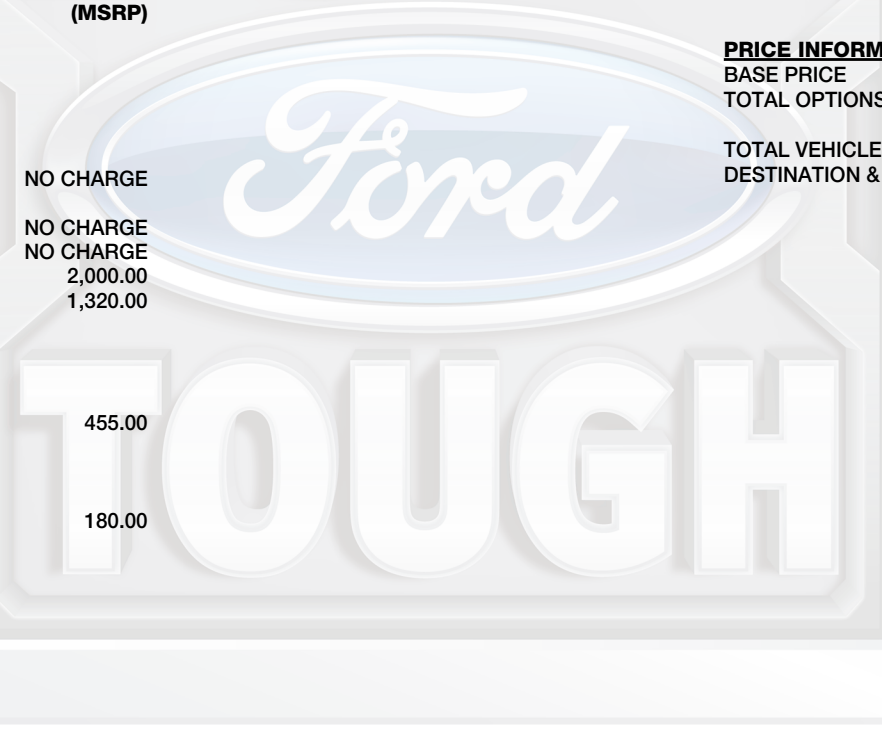 (MSRP)
NO CHARGE
NO CHARGE
NO CHARGE
2,000.00
1,320.00
455.00
180.00
PRICE INFORM
BASE PRICE
TOTAL OPTIONS
TOTAL VEHICLE
DESTINATION &
Ford
TOUGH